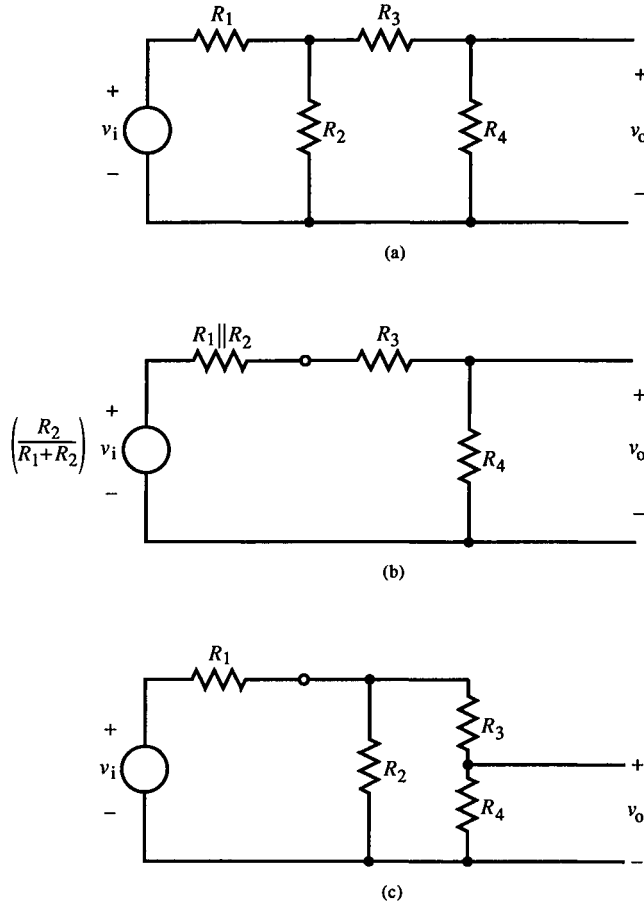 R1 R3
+ +
vi R2 R4 vo
− −
(a)
R1||R2 R3
+ +
(R2/(R1+R2)) vi R4 vo
− −
(b)
R1
R3
+ +
vi R2
R4 vo
− −
(c)